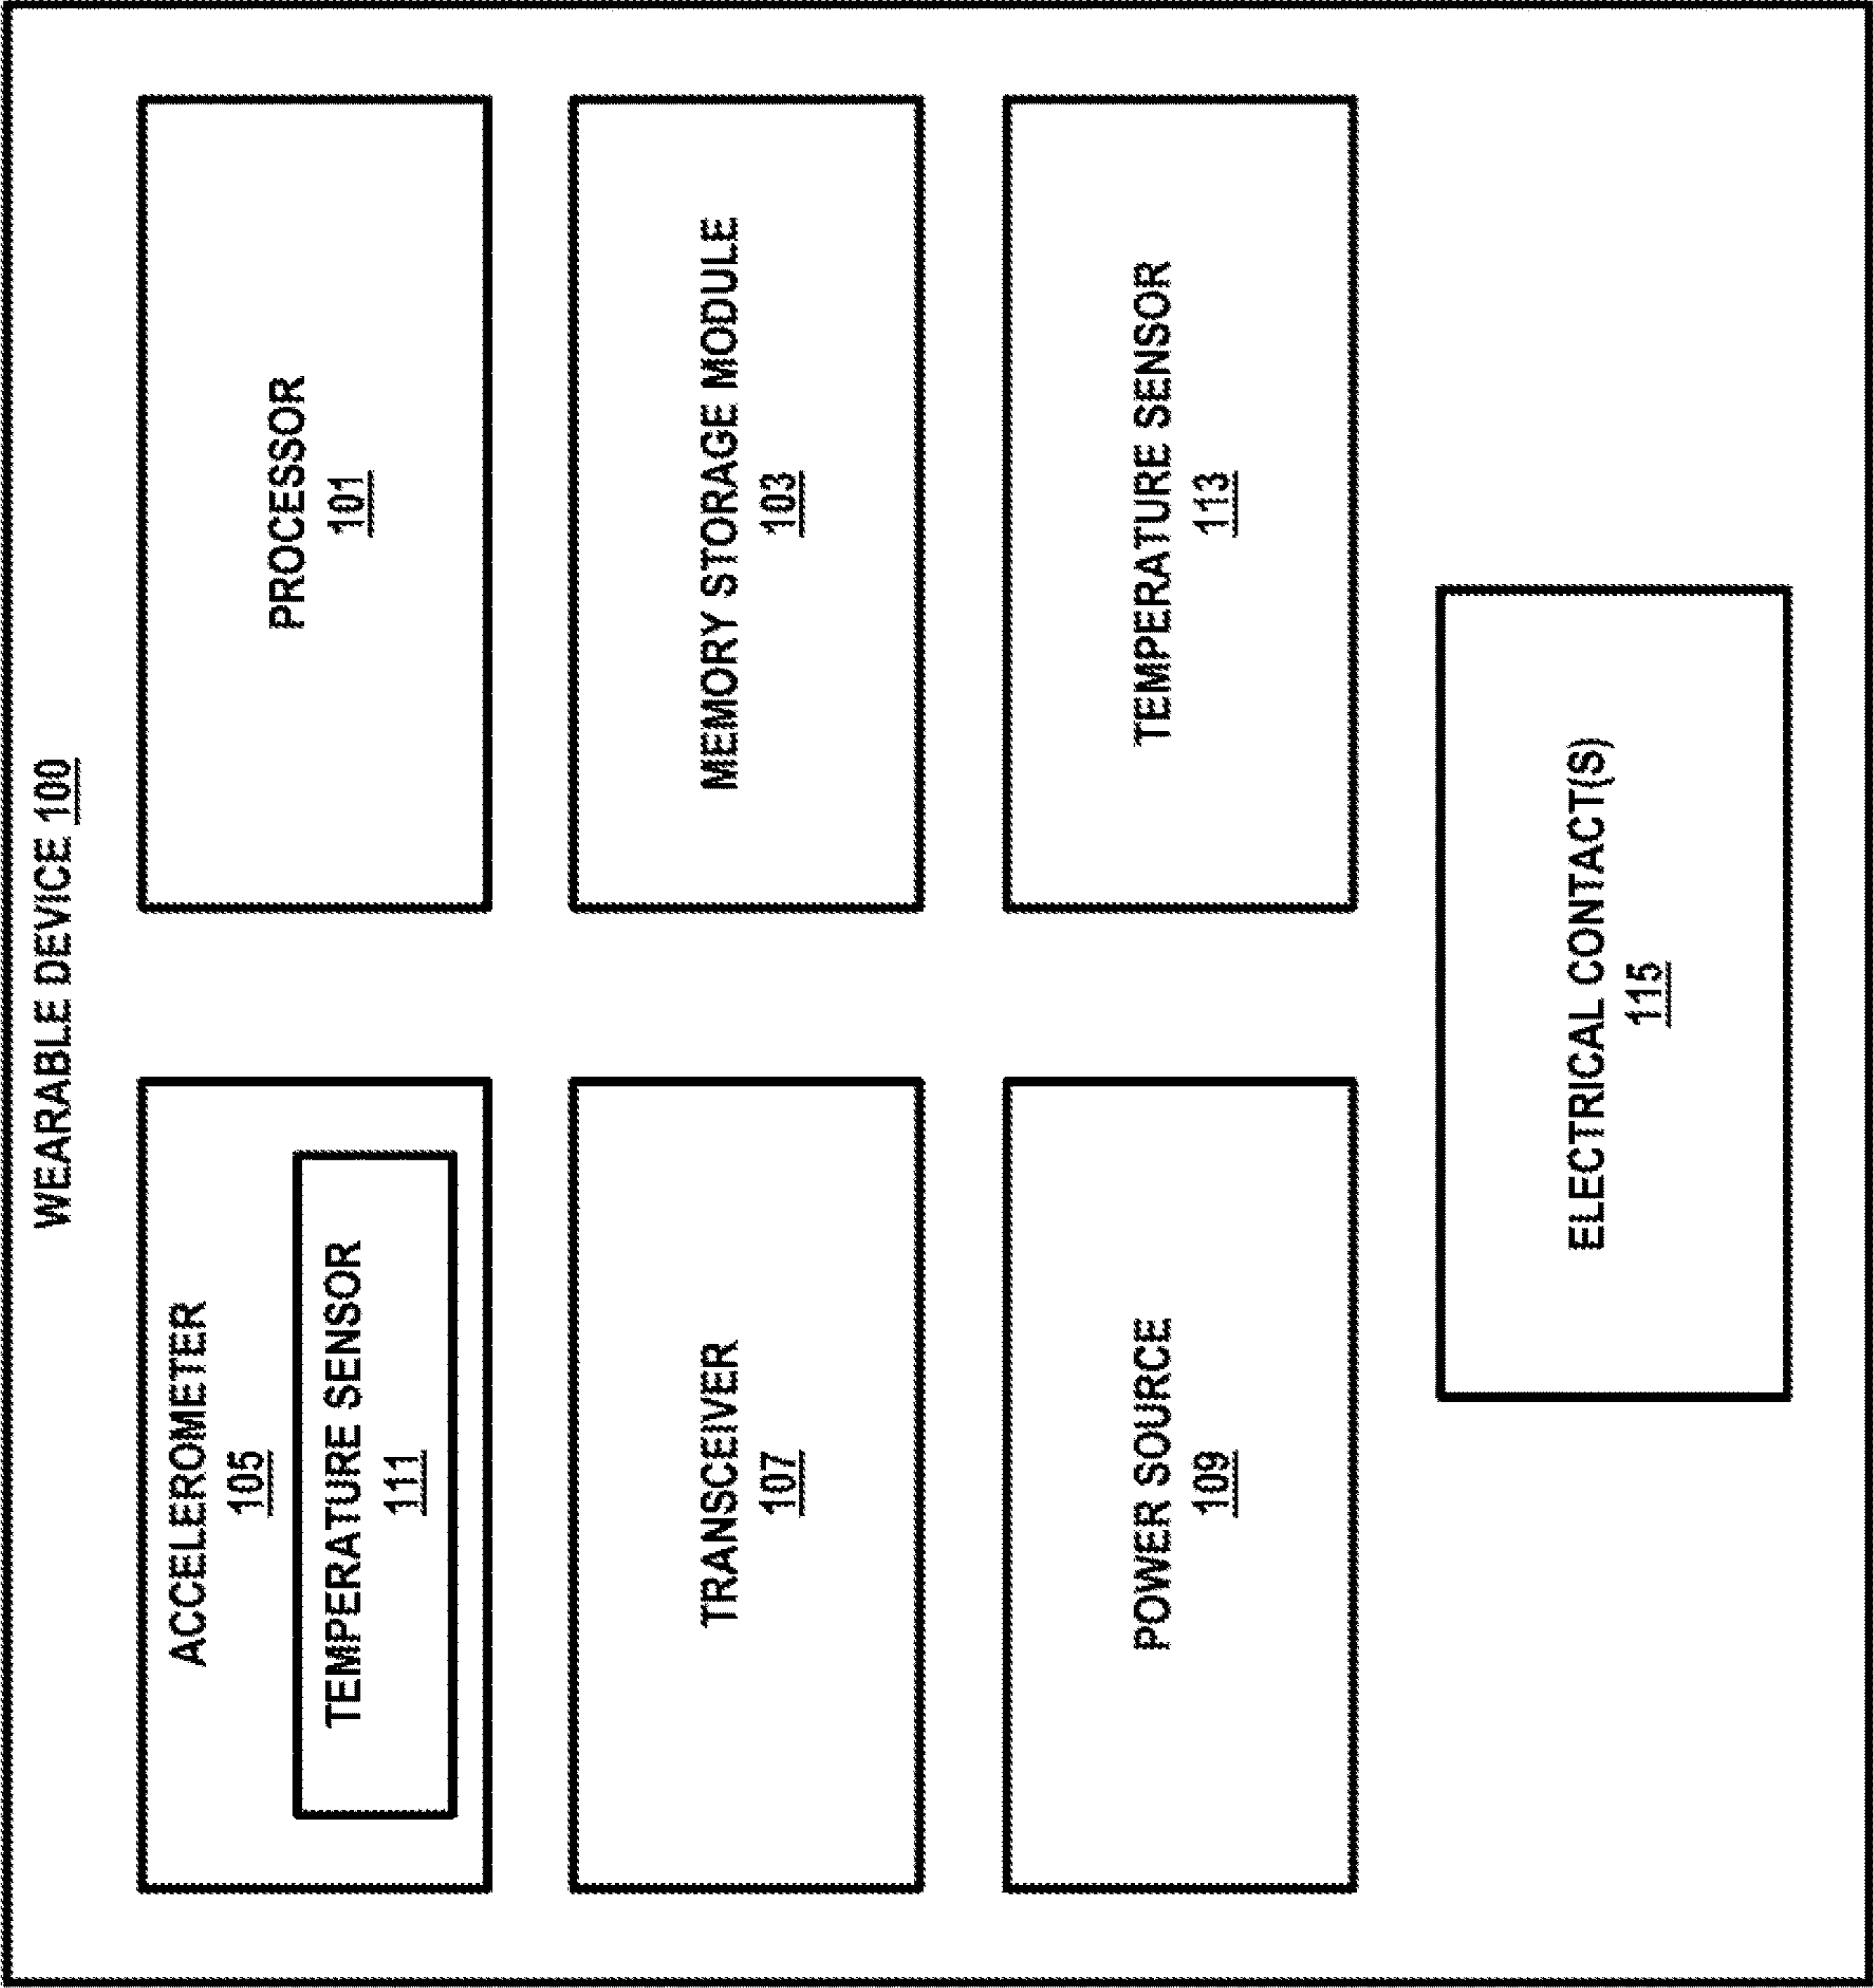 WEARABLE DEVICE 100
ACCELEROMETER
105
TEMPERATURE SENSOR
111
PROCESSOR
101
TRANSCEIVER
107
MEMORY STORAGE MODULE
103
POWER SOURCE
109
TEMPERATURE SENSOR
113
ELECTRICAL CONTACT(S)
115